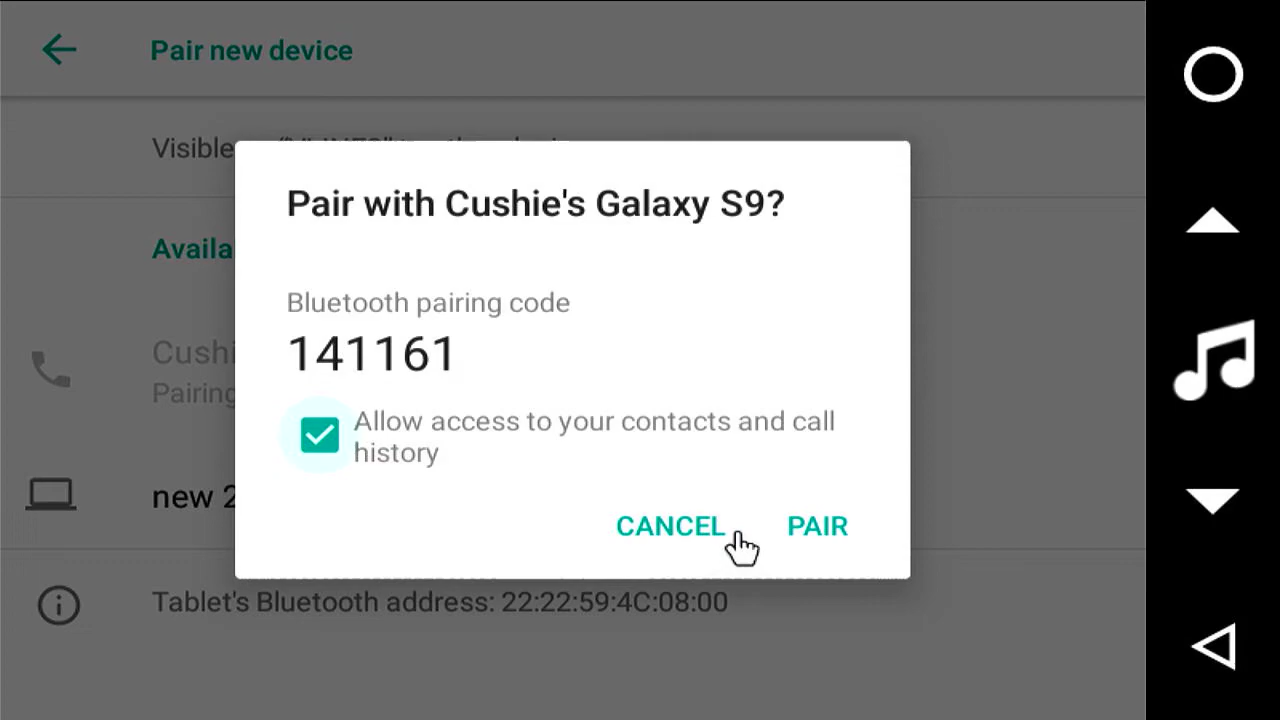 Pair new device
Visible
Pair with Cushie's Galaxy S9?
Availa
Bluetooth pairing code
141161
Cushi
Pairing
Allow access to your contacts and call
history
new 2
CANCEL PAIR
Tablet's Bluetooth address: 22:22:59:4C:08:00